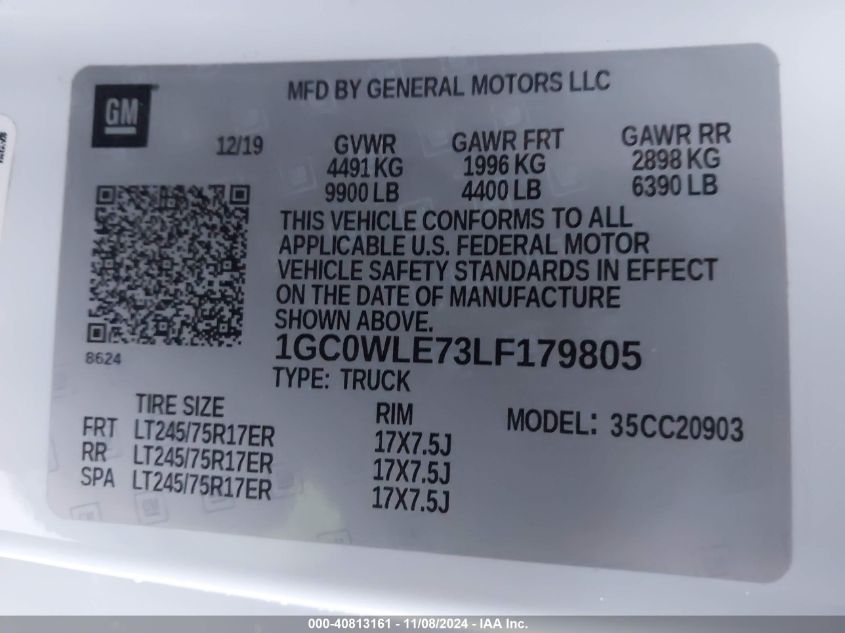 MFD BY GENERAL MOTORS LLC
GM
12/19 GVWR GAWR FRT GAWR RR
4491 KG 1996 KG 2898 KG
9900 LB 4400 LB 6390 LB
THIS VEHICLE CONFORMS TO ALL
APPLICABLE U.S. FEDERAL MOTOR
VEHICLE SAFETY STANDARDS IN EFFECT
ON THE DATE OF MANUFACTURE
SHOWN ABOVE.
8624
1GC0WLE73LF179805
TYPE: TRUCK
TIRE SIZE RIM MODEL: 35CC20903
FRT LT245/75R17ER 17X7.5J
RR LT245/75R17ER 17X7.5J
SPA LT245/75R17ER 17X7.5J
000-40813161 - 11/08/2024 - IAA Inc.